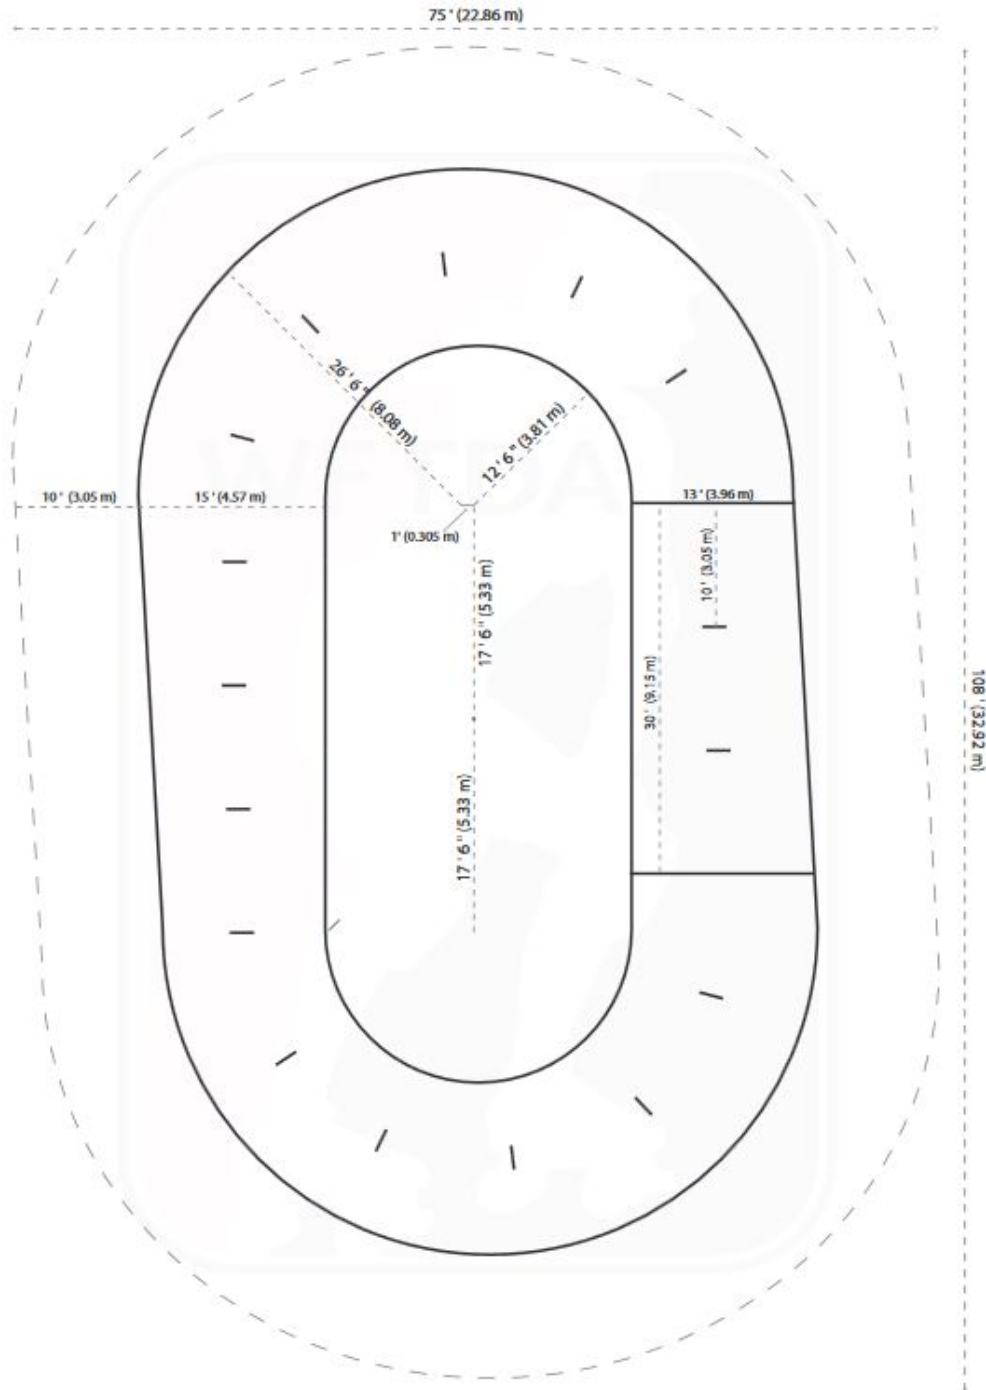 75 ' (22.86 m)
26 ' 6 " (8.08 m)
12 ' 6 " (3.81 m)
WFTDA
10 ' (3.05 m)
15 ' (4.57 m)
13 ' (3.96 m)
1' (0.305 m)
10 ' (3.05 m)
17 ' 6 " (5.33 m)
30 ' (9.15 m)
108 ' (32.92 m)
17 ' 6 " (5.33 m)